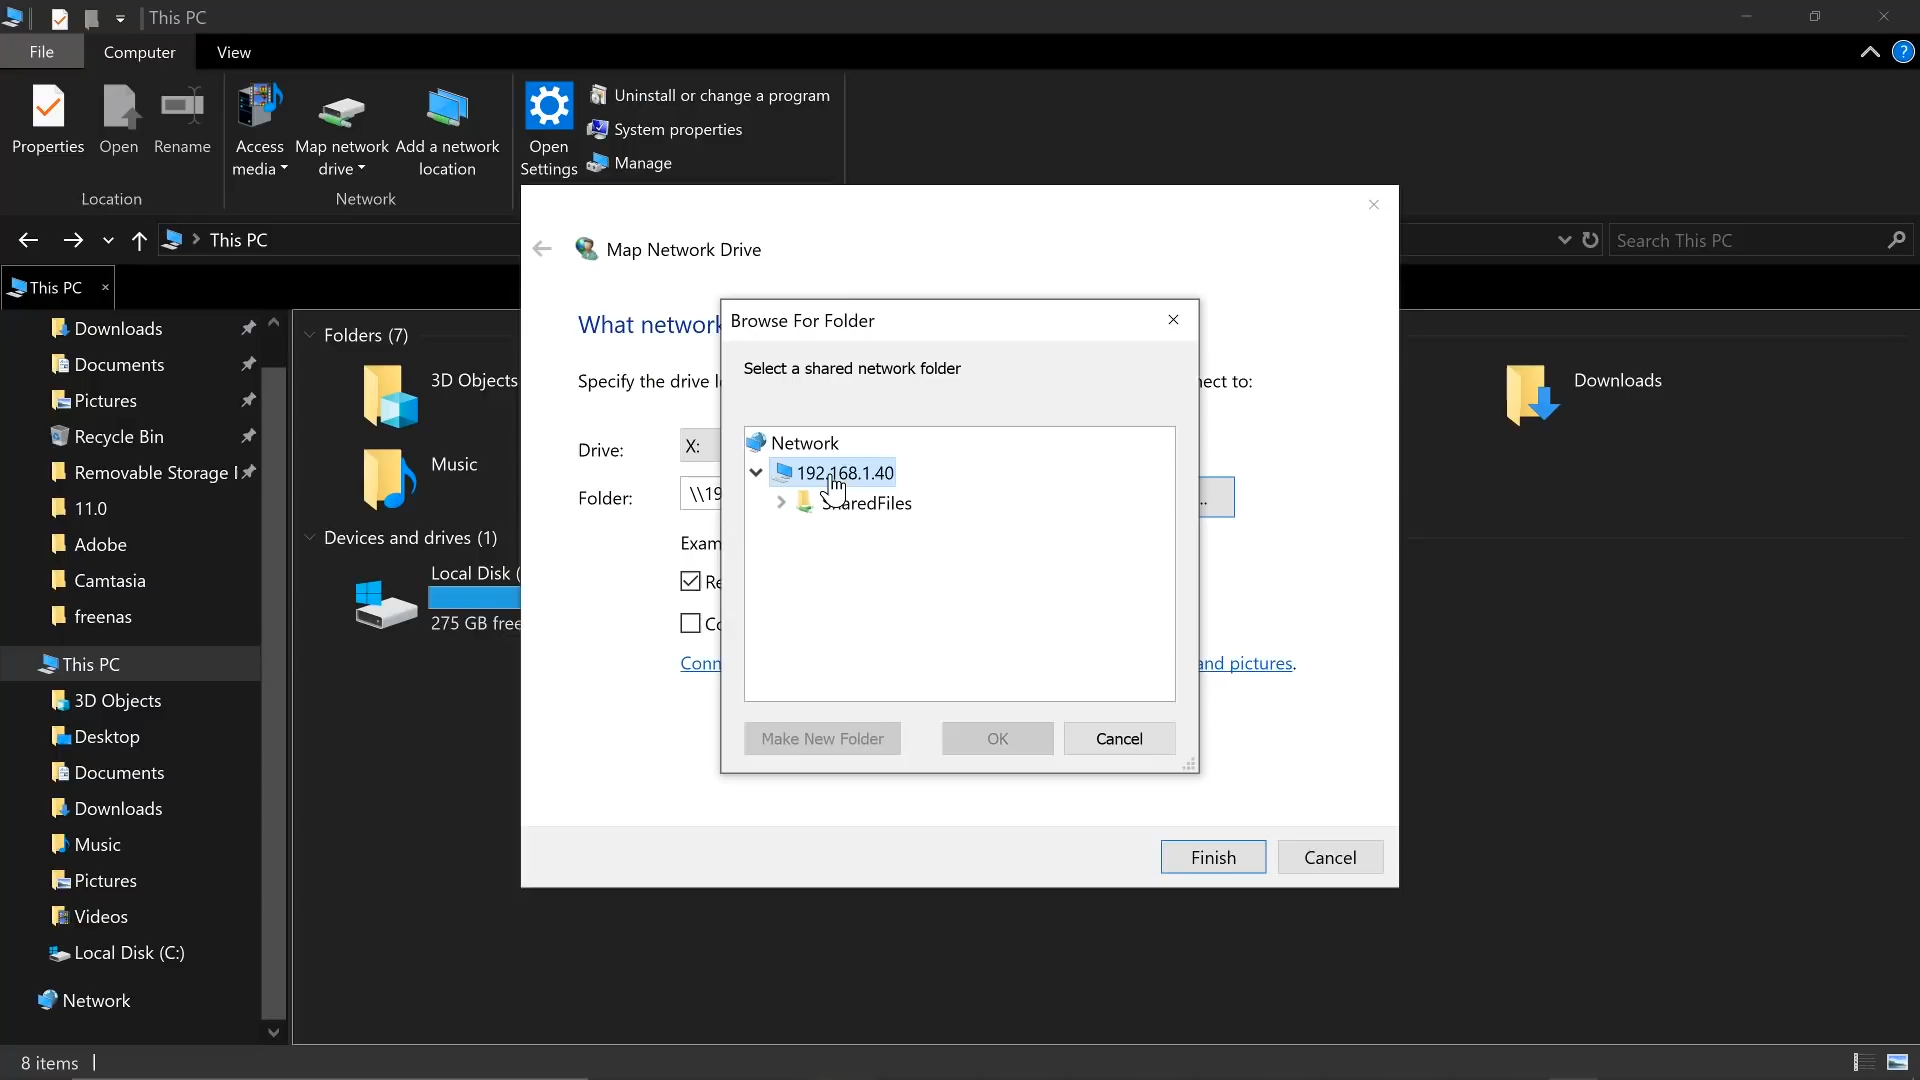 This PC
File
Computer
View
?
Properties
Open
Rename
Access
media
Map network
drive
Add a network
location
Open
Settings
Uninstall or change a program
System properties
Manage
Location
Network
This PC
Search This PC
This PC
Downloads
Documents
Pictures
Recycle Bin
Removable Storage
11.0
Adobe
Camtasia
freenas
This PC
3D Objects
Desktop
Documents
Downloads
Music
Pictures
Videos
Local Disk (C:)
Network
Folders (7)
3D Objects
Music
Downloads
Devices and drives (1)
Local Disk (
275 GB free
Map Network Drive
What network
Specify the drive l
nect to:
Drive:
X:
Folder:
\\19
..
Exam
Re
Co
Conn
and pictures.
Finish
Cancel
Browse For Folder
Select a shared network folder
Network
192.168.1.40
SharedFiles
Make New Folder
OK
Cancel
8 items